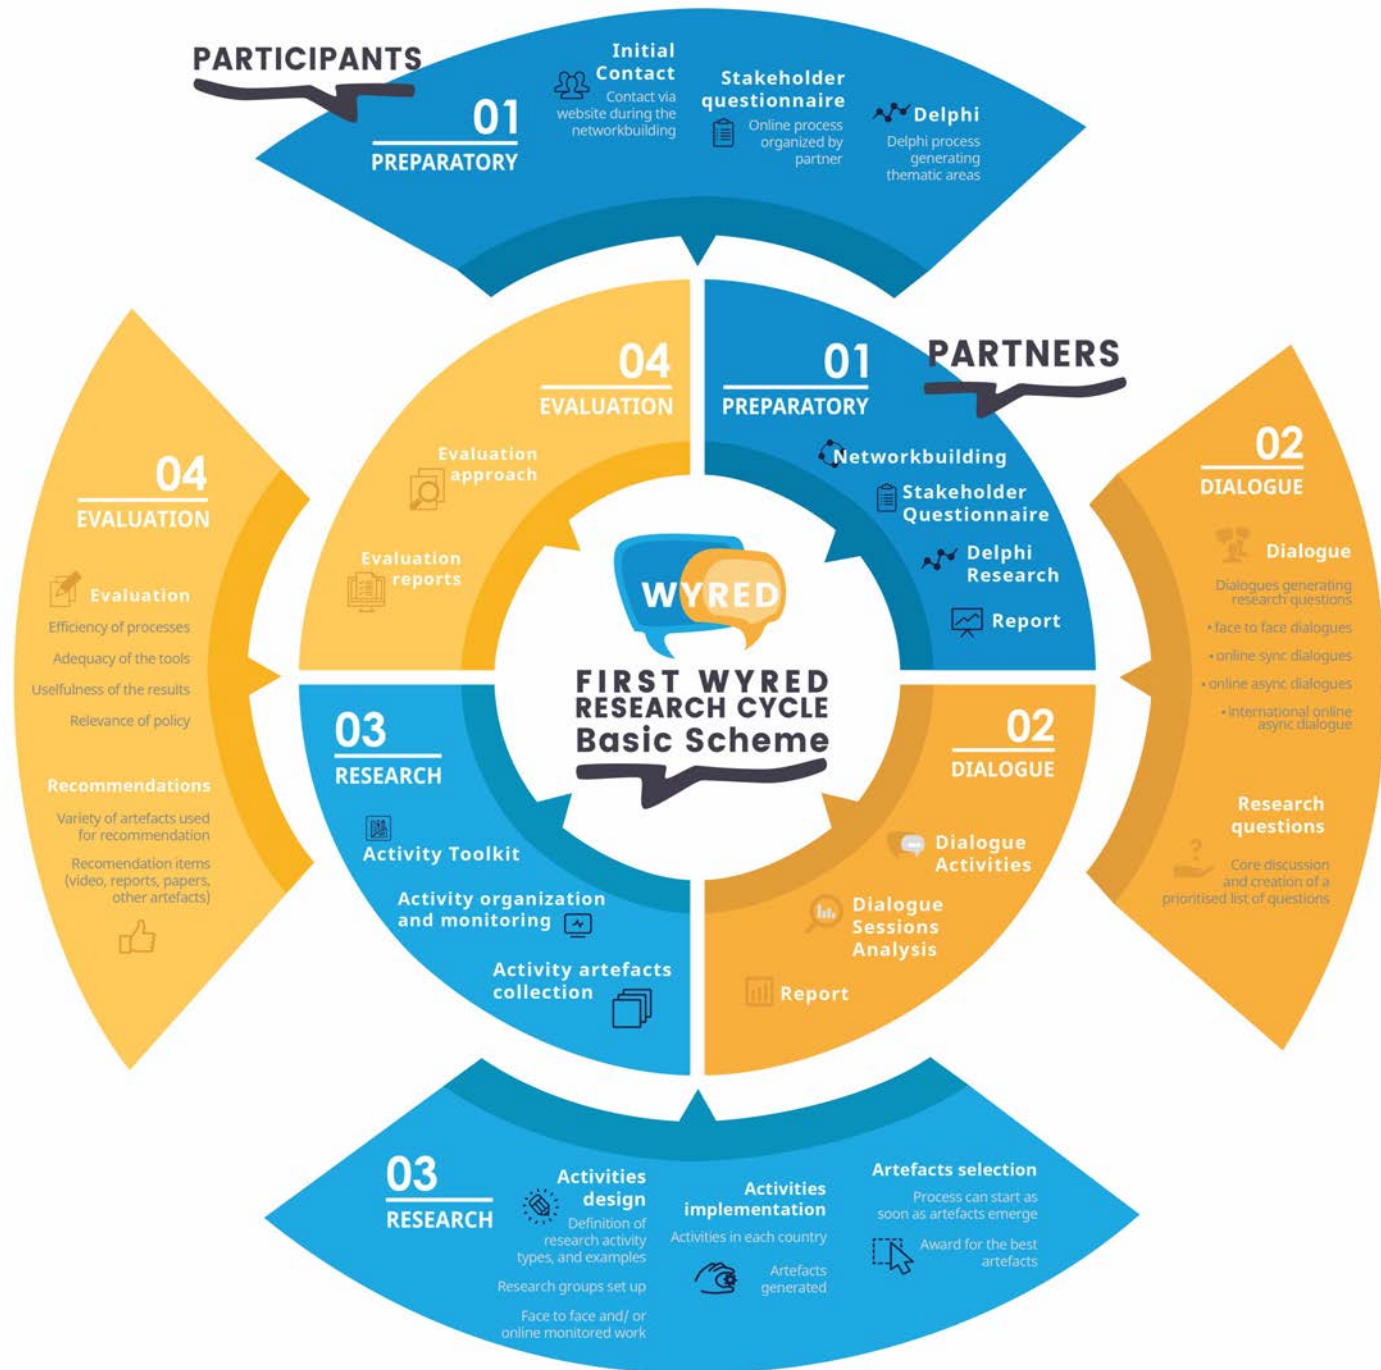 PARTICIPANTS
01
PREPARATORY
Initial
Contact
Contact via
website during the
networkbuilding
Stakeholder
questionnaire
Online process
organized by
partner
Delphi
Delphi process
generating
thematic areas
PARTNERS
01
PREPARATORY
Networkbuilding
Stakeholder
Questionnaire
Delphi
Research
Report
02
DIALOGUE
Dialogue
Activities
Dialogue
Sessions
Analysis
Report
03
RESEARCH
Activity Toolkit
Activity organization
and monitoring
Activity artefacts
collection
04
EVALUATION
Evaluation
approach
Evaluation
reports
WYRED
FIRST WYRED
RESEARCH CYCLE
Basic Scheme
02
DIALOGUE
Dialogue
Dialogues generating
research questions
• face to face dialogues
• online sync dialogues
• online async dialogues
• international online
async dialogue
Research
questions
?
Core discussion
and creation of a
prioritised list of questions
03
RESEARCH
Activities
design
Definition of
research activity
types, and examples
Research groups set up
Face to face and/ or
online monitored work
Activities
implementation
Activities in each country
Artefacts
generated
Artefacts selection
Process can start as
soon as artefacts emerge
Award for the best
artefacts
04
EVALUATION
Evaluation
Efficiency of processes
Adequacy of the tools
Uselfulness of the results
Relevance of policy
Recommendations
Variety of artefacts used
for recommendation
Recomendation items
(video, reports, papers,
other artefacts)